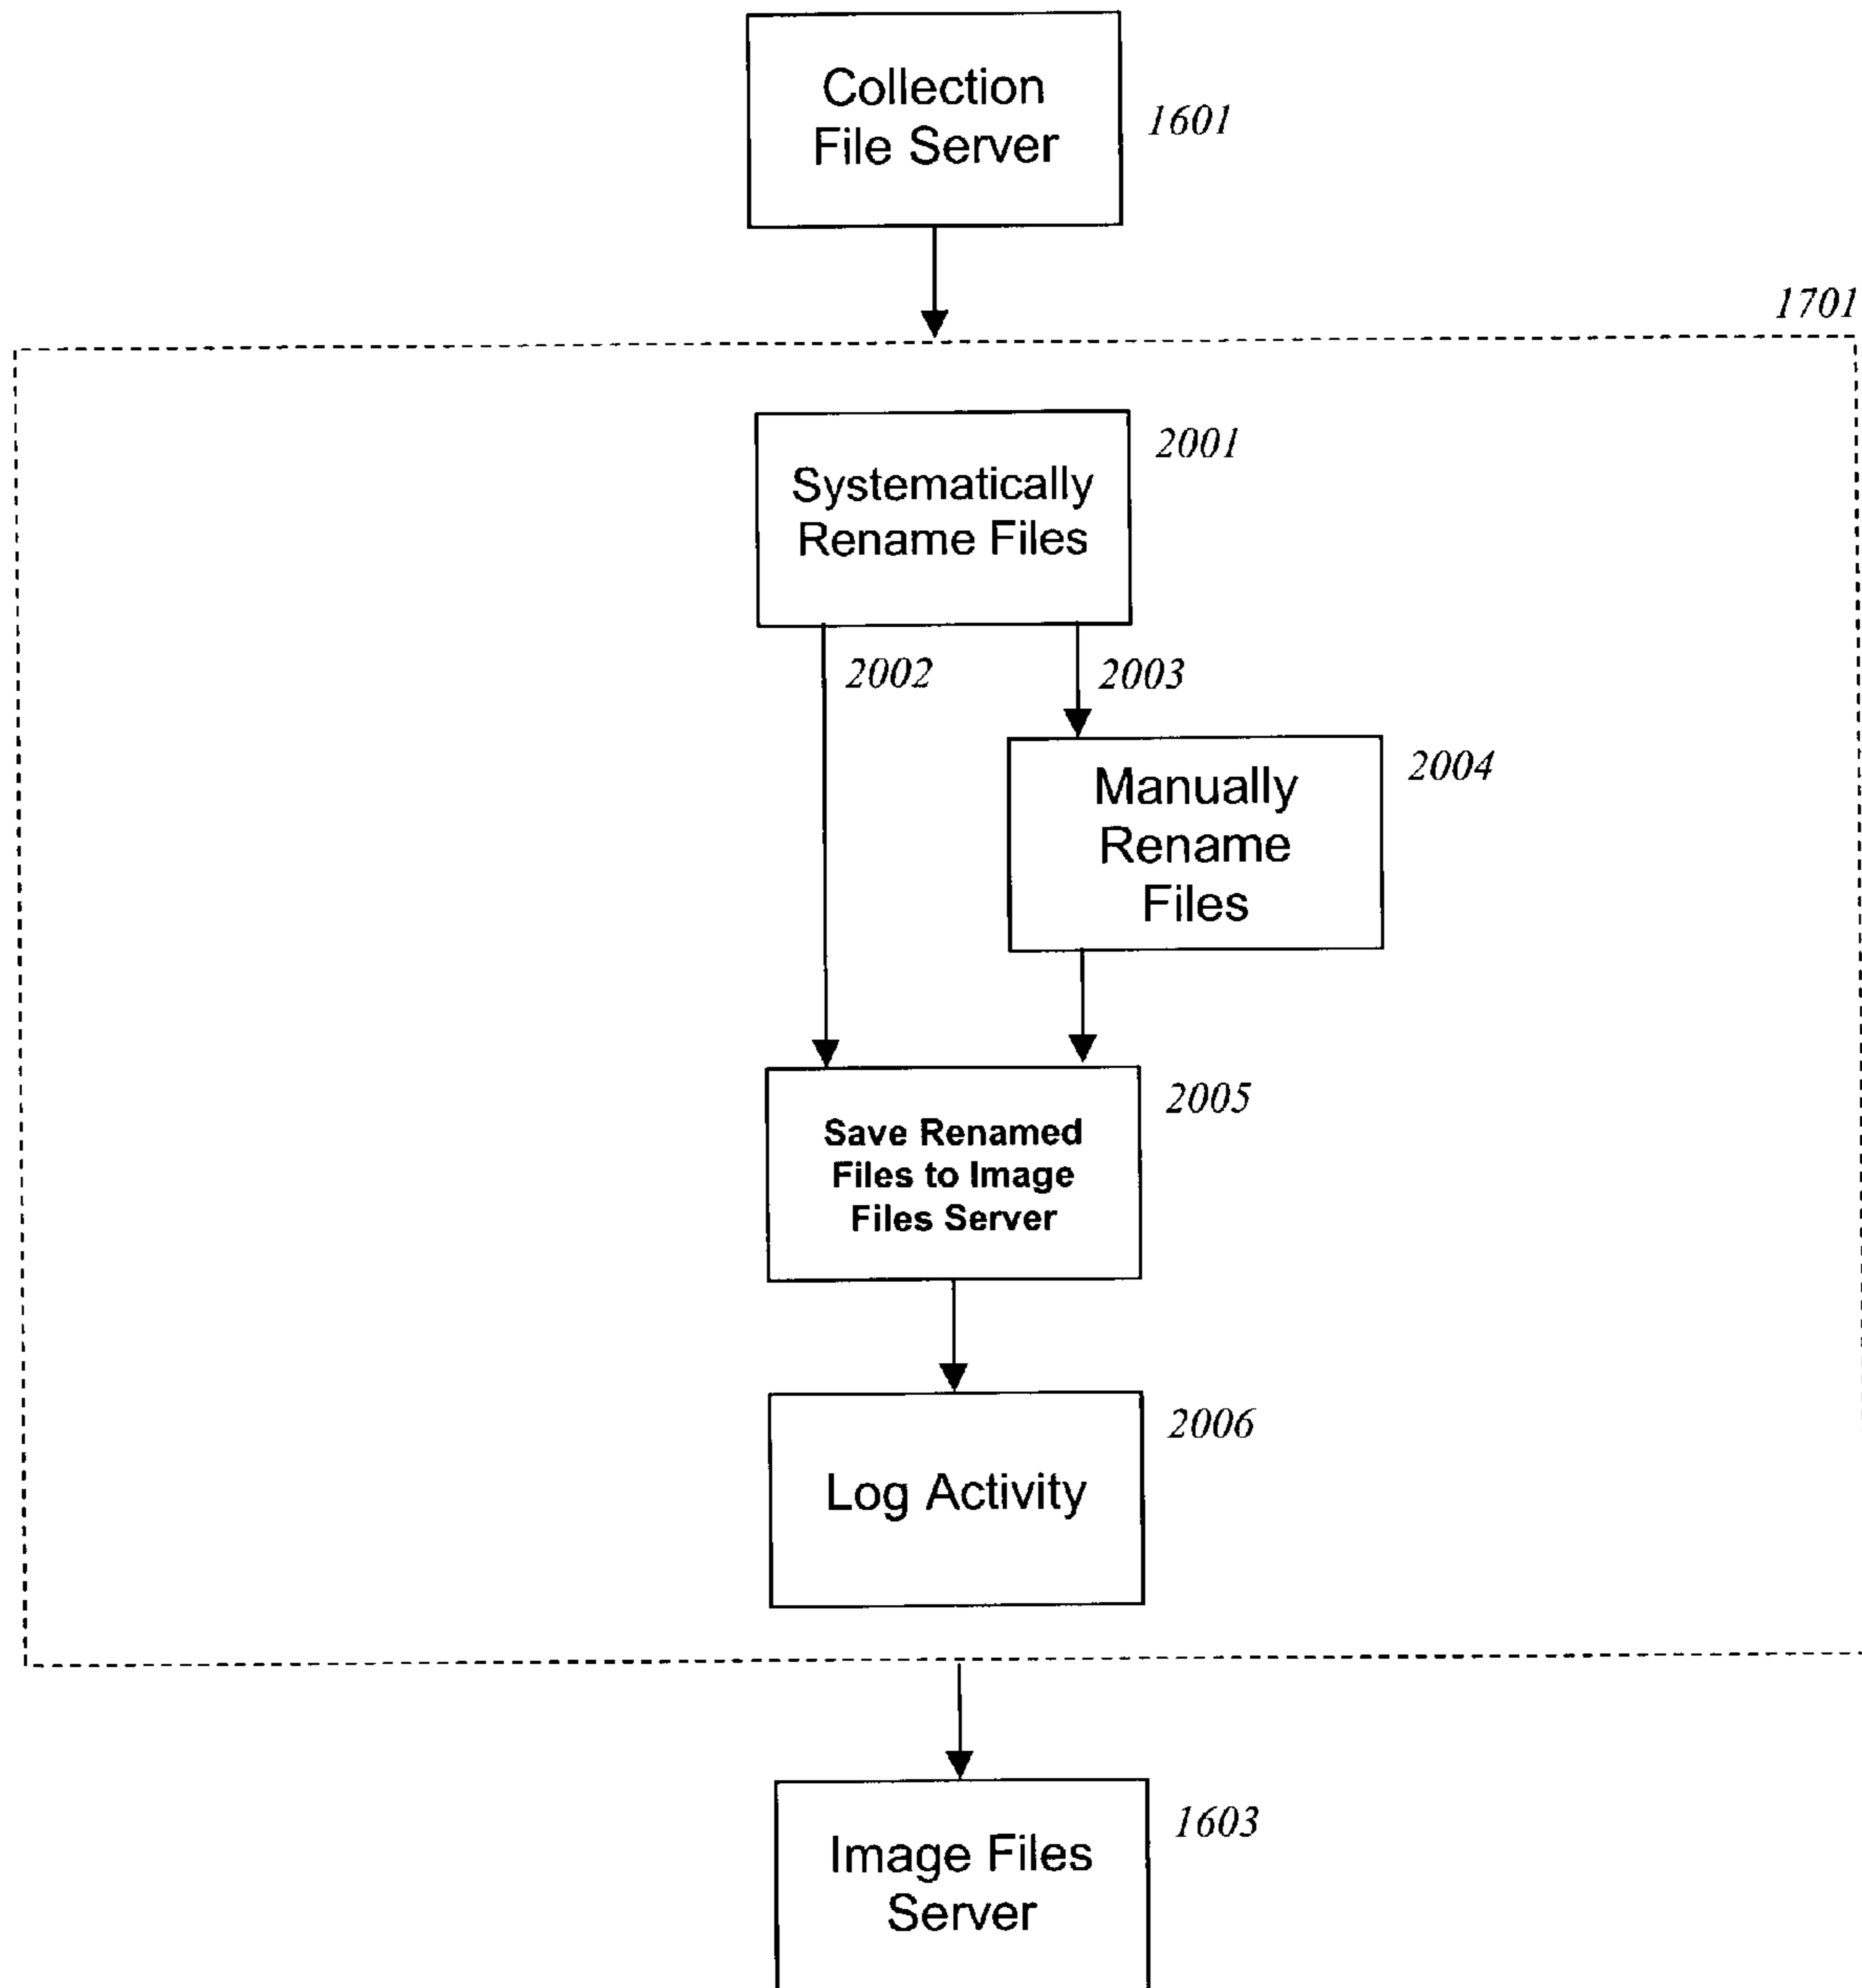 Collection
File Server
1601
1701
Systematically
Rename Files
2001
2002
2003
Manually
Rename
Files
2004
Save Renamed
Files to Image
Files Server
2005
Log Activity
2006
Image Files
Server
1603